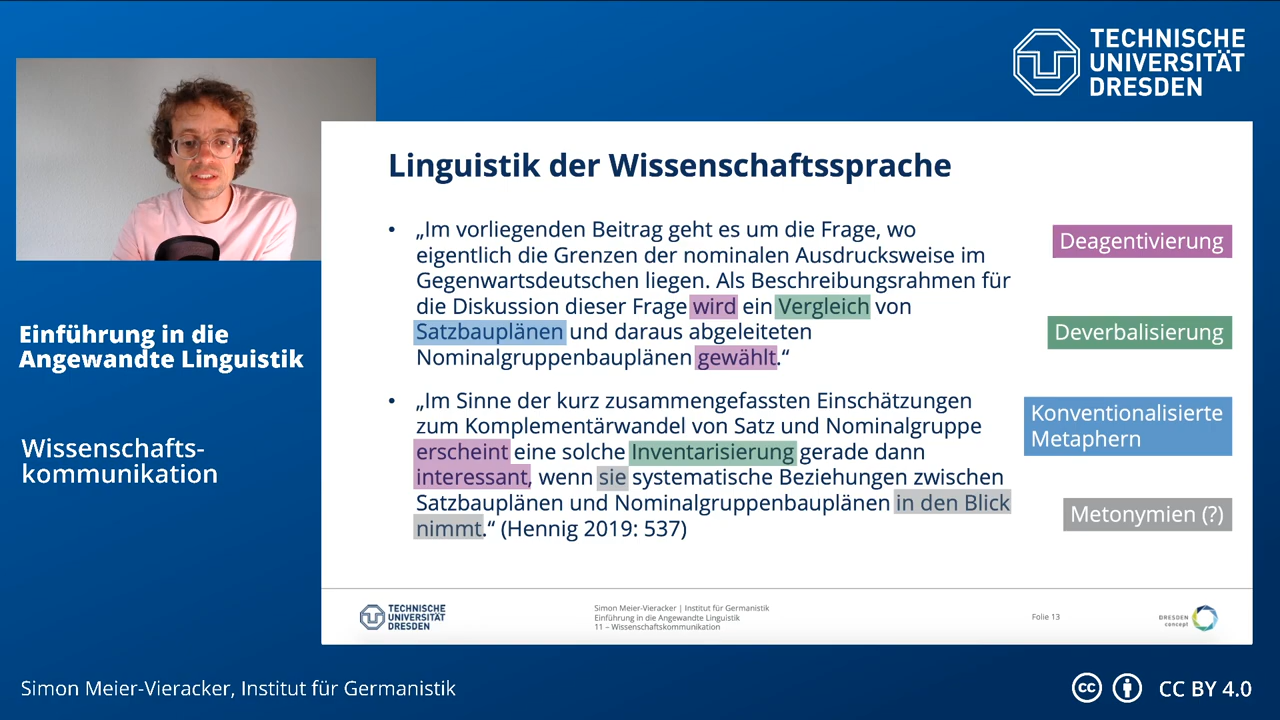 TECHNISCHE
UNIVERSITÄT
DRESDEN
Einführung in die
Angewandte Linguistik
Wissenschafts-
kommunikation
Linguistik der Wissenschaftssprache
• „Im vorliegenden Beitrag geht es um die Frage, wo
eigentlich die Grenzen der nominalen Ausdrucksweise im
Gegenwartsdeutschen liegen. Als Beschreibungsrahmen für
die Diskussion dieser Frage wird ein Vergleich von
Satzbauplänen und daraus abgeleiteten
Nominalgruppenbauplänen gewählt.“
• „Im Sinne der kurz zusammengefassten Einschätzungen
zum Komplementärwandel von Satz und Nominalgruppe
erscheint eine solche Inventarisierung gerade dann
interessant, wenn sie systematische Beziehungen zwischen
Satzbauplänen und Nominalgruppenbauplänen in den Blick
nimmt.“ (Hennig 2019: 537)
Deagentivierung
Deverbalisierung
Konventionalisierte
Metaphern
Metonymien (?)
TECHNISCHE
UNIVERSITÄT
DRESDEN
Simon Meier-Vieracker | Institut für Germanistik
Einführung in die Angewandte Linguistik
11 – Wissenschaftskommunikation
Folie 13
DRESDEN
concept
Simon Meier-Vieracker, Institut für Germanistik
cc
CC BY 4.0